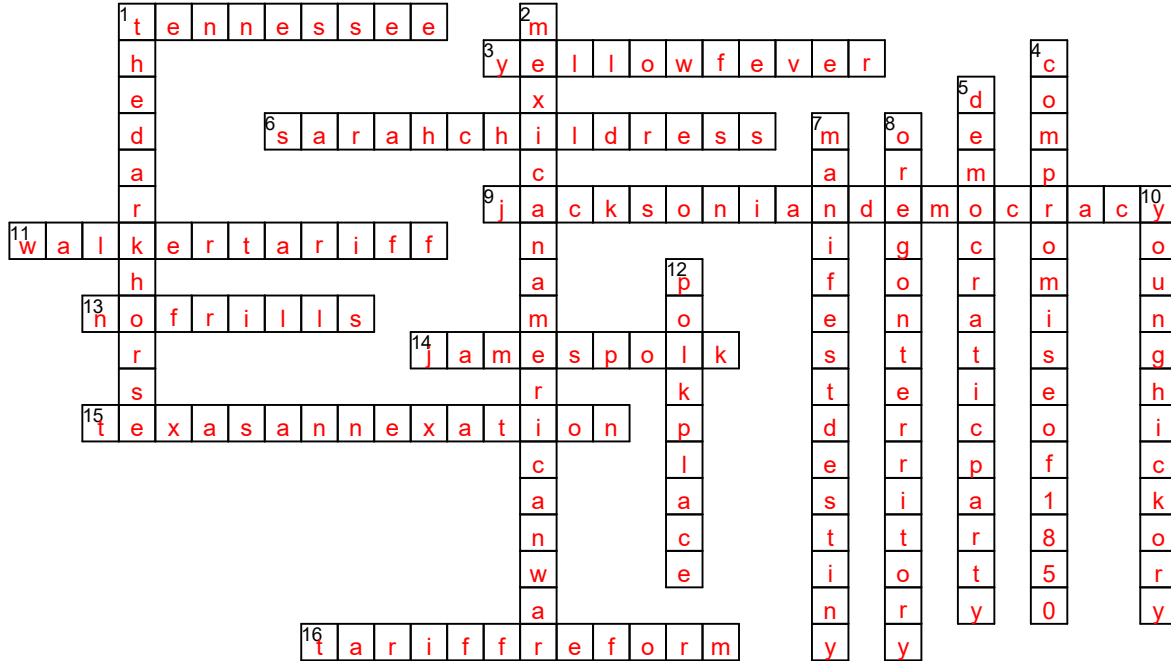 1 tennessee
1 thedarkhorse
2 mexicanamericanwar
3 yellowfever
4 compromiseof1850
5 democraticparty
6 sarahchildress
7 manifestdestiny
8 oregonterritory
9 jacksoniandemocracy
10 younghickory
11 walkertariff
12 polkplace
13 nofrills
14 jamespolk
15 texasannexation
16 tariffreform